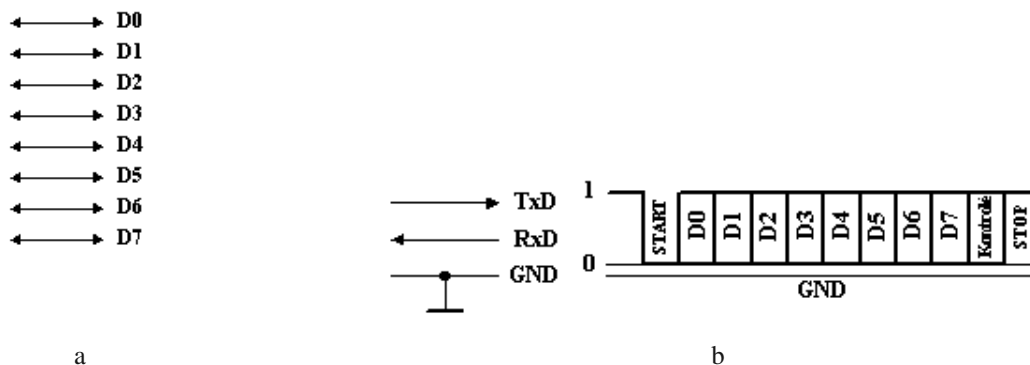 D0
D1
D2
D3
D4
D5
D6
D7
TxD
RxD
GND
1
0
START
D0
D1
D2
D3
D4
D5
D6
D7
Kontrolė
STOP
GND
a
b